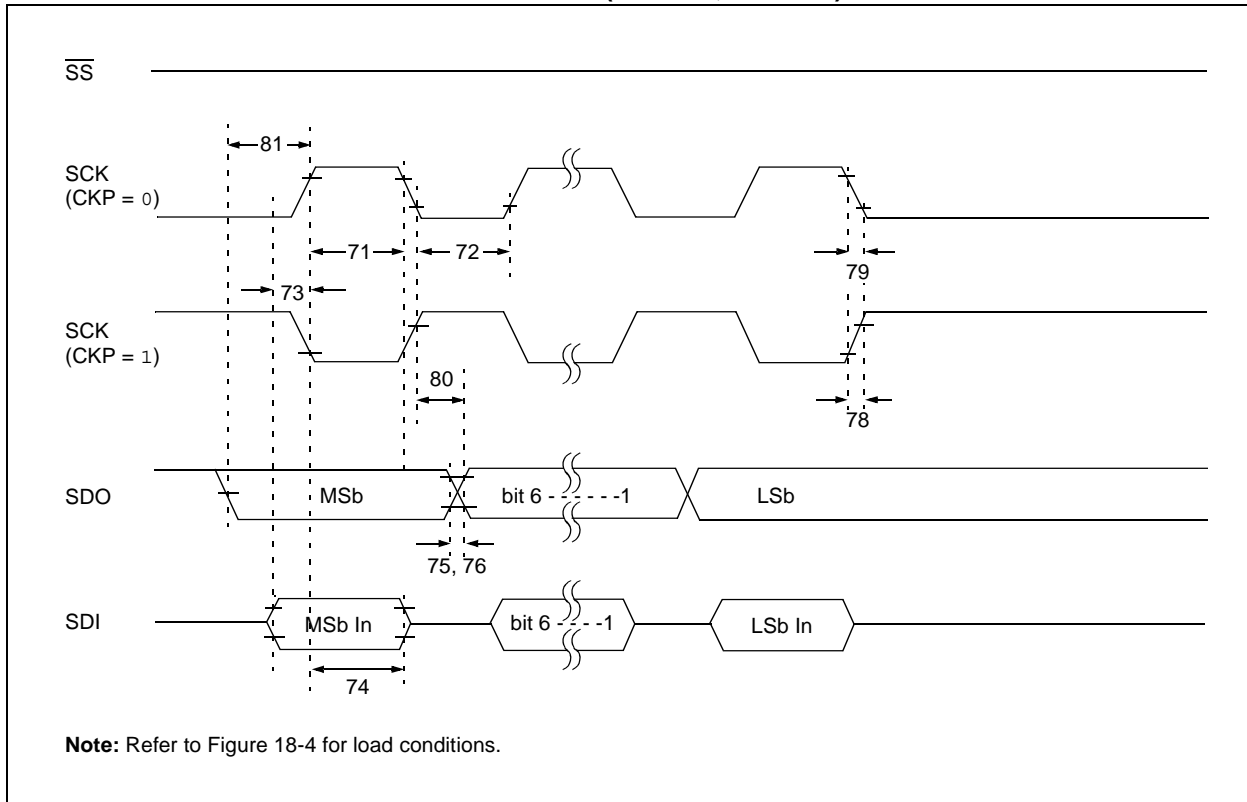 SS
81
SCK
(CKP = 0)
71
72
79
73
SCK
(CKP = 1)
80
78
SDO
MSb
bit 6 - - - - - -1
LSb
75, 76
SDI
MSb In
bit 6 - - - -1
LSb In
74
Note: Refer to Figure 18-4 for load conditions.